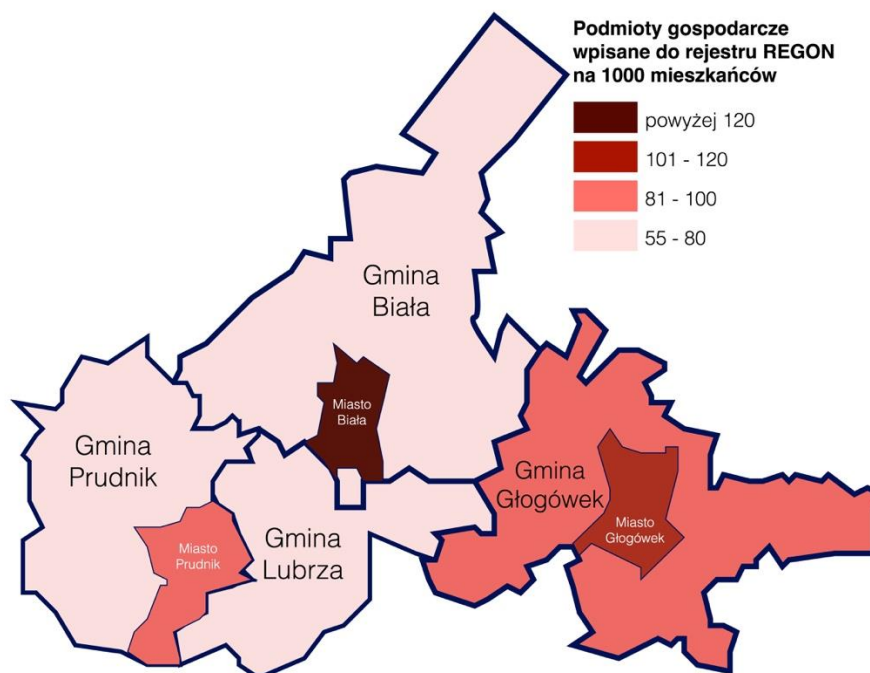 Podmioty gospodarcze
wpisane do rejestru REGON
na 1000 mieszkańców
powyżej 120
101 - 120
81 - 100
55 - 80
Gmina
Biała
Miasto
Biała
Gmina
Prudnik
Miasto
Prudnik
Gmina
Lubrza
Gmina
Głogówek
Miasto
Głogówek